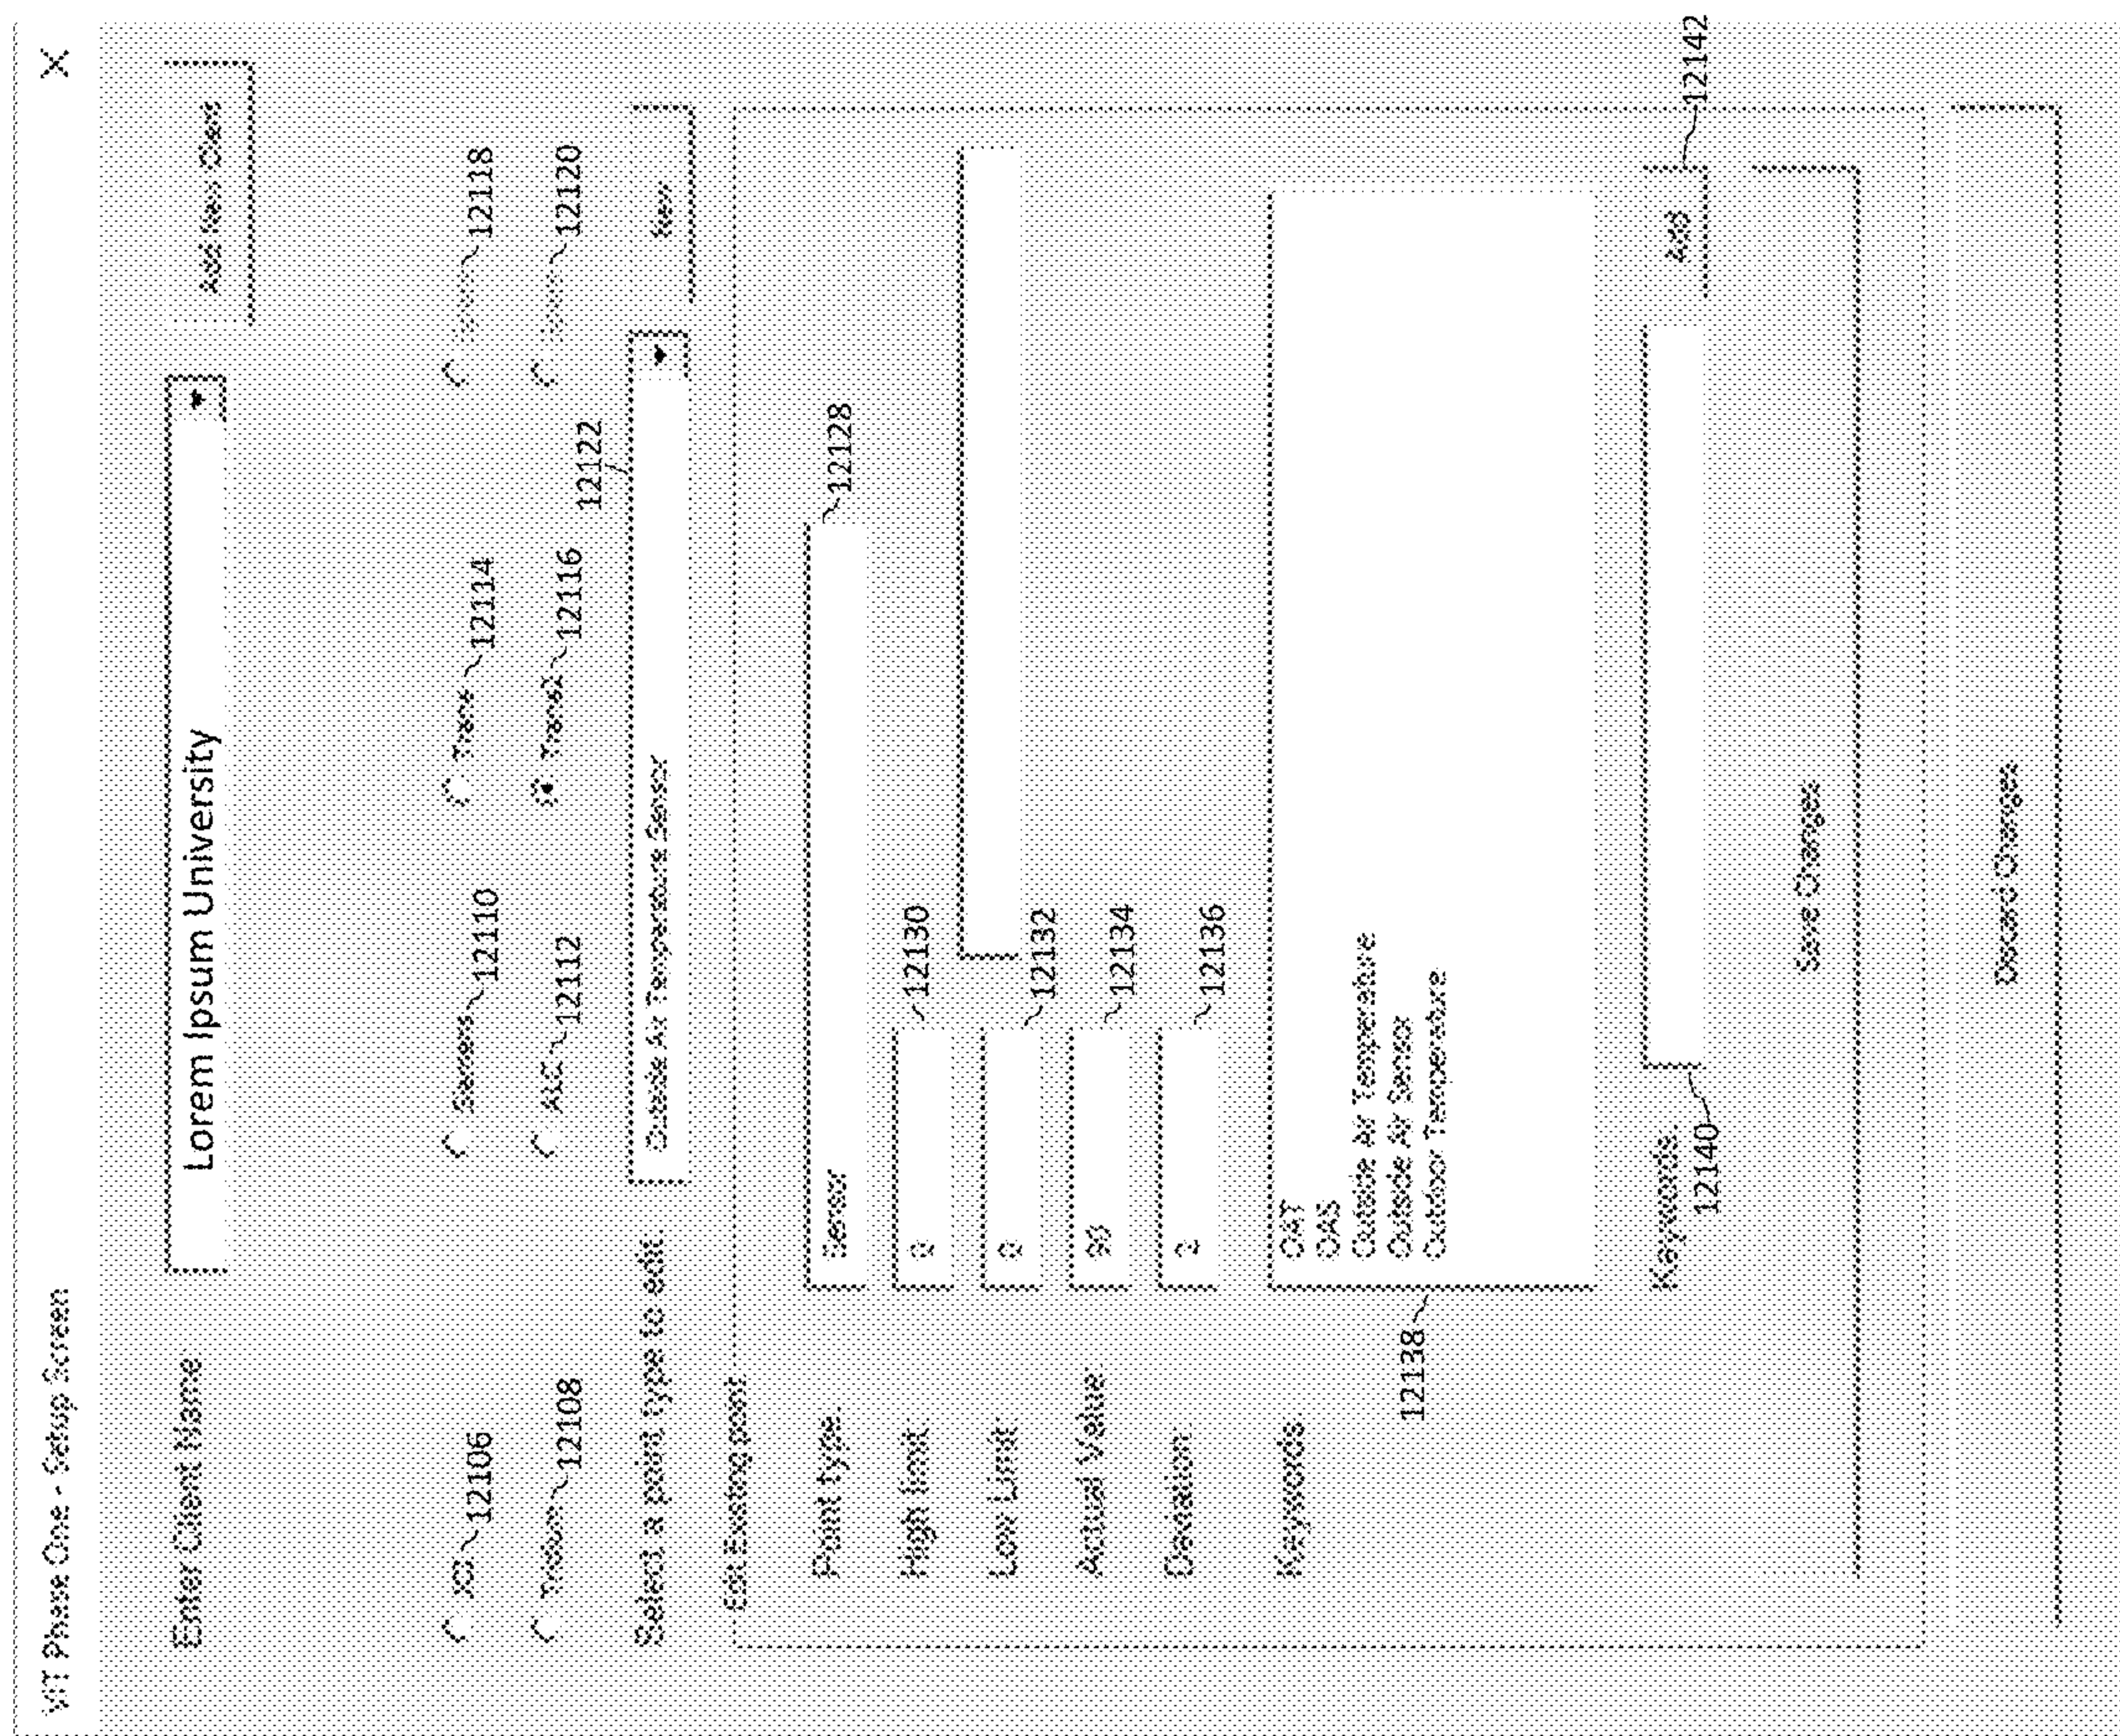 VIT Phase One - Setup Screen X
Enter Client Name Lorem Ipsum University Add New Client
JCI 12106 Siemens 12110 Trane 12114 12118
Tridium 12108 ALC 12112 Trane2 12116 12120
12122
Select a point type to edit Outside Air Temperature Sensor New
Edit Existing point
Point type. Sensor 12128
High limit 0 12130
Low Limit 0 12132
Actual Value 90 12134
Deviation 2 12136
Keywords OAT
OAS
Outside Air Temperature
Outside Air Sensor
Outdoor Temperature
12138
Keywords. Add 12142
12140
Save Changes
Discard Changes